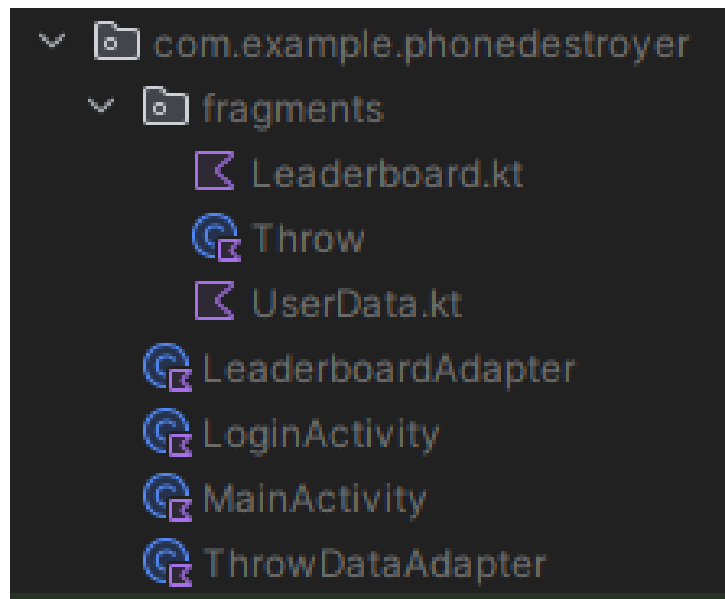 com.example.phonedestroyer
fragments
Leaderboard.kt
Throw
UserData.kt
LeaderboardAdapter
LoginActivity
MainActivity
ThrowDataAdapter